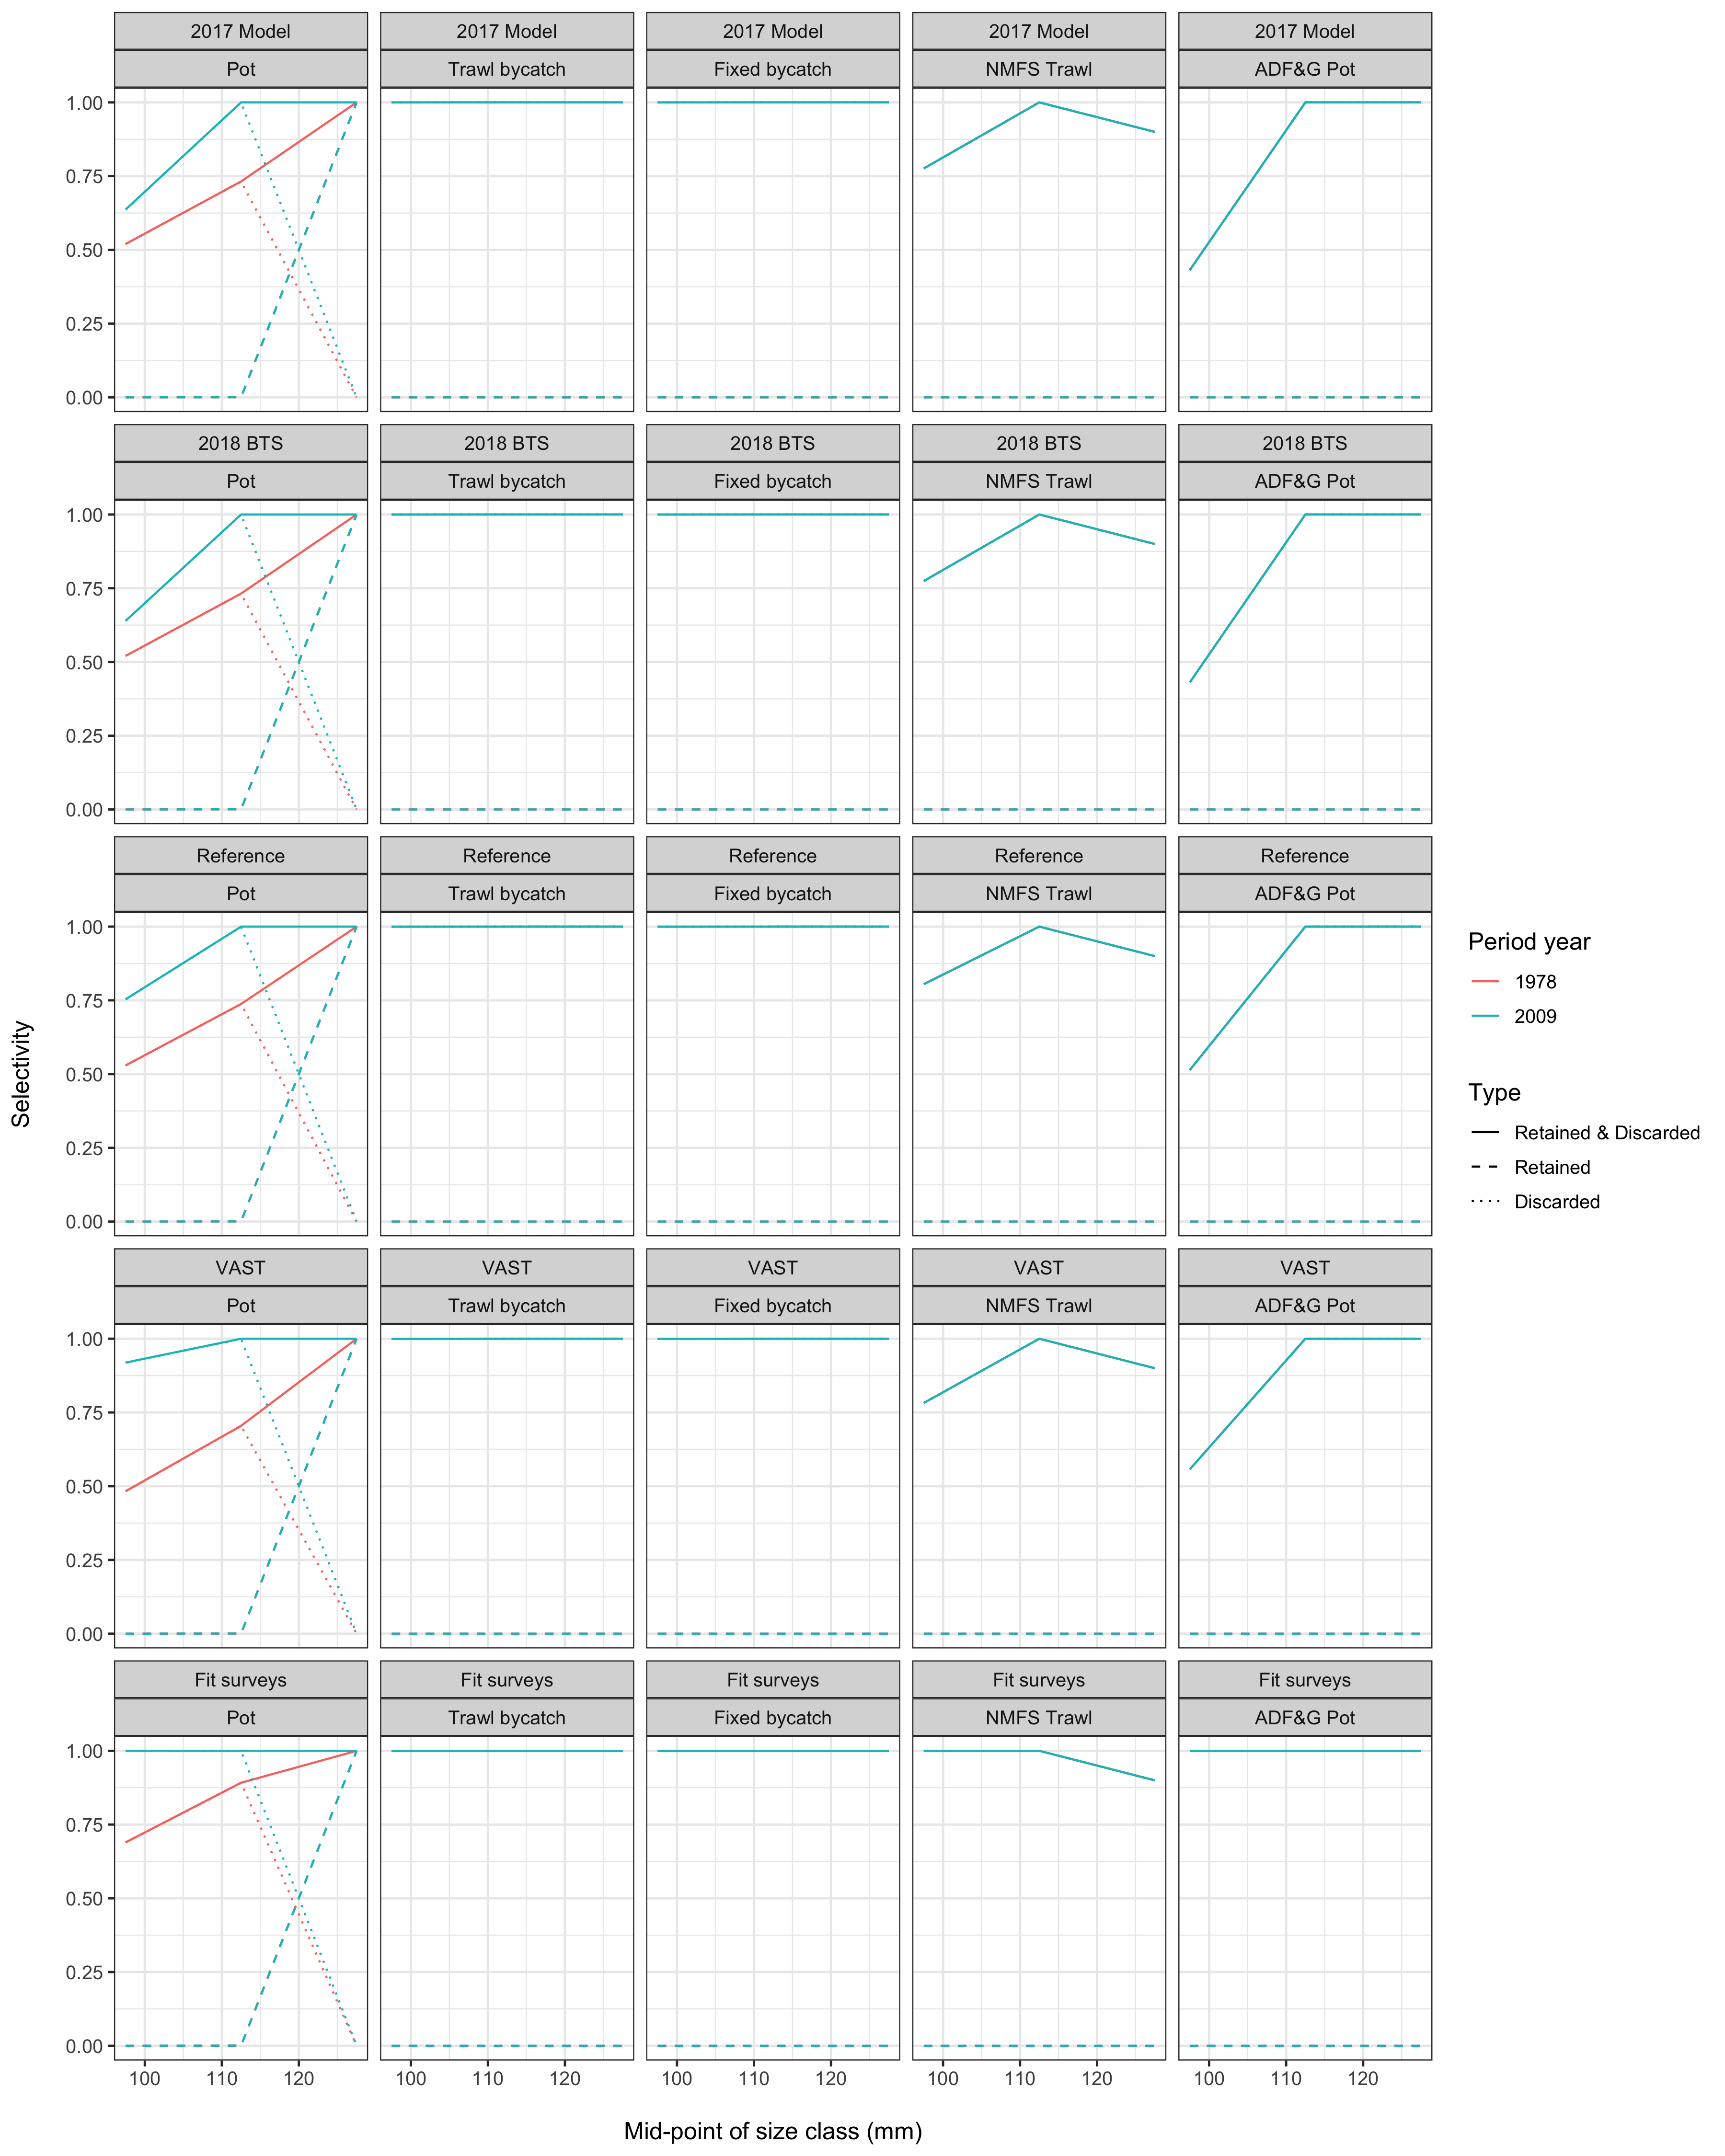 2017 Model 2017 Model 2017 Model 2017 Model 2017 Model
Pot Trawl bycatch Fixed bycatch NMFS Trawl ADF&G Pot
1.00
0.75
0.50
0.25
0.00
2018 BTS 2018 BTS 2018 BTS 2018 BTS 2018 BTS
Pot Trawl bycatch Fixed bycatch NMFS Trawl ADF&G Pot
1.00
0.75
0.50
0.25
0.00
Reference Reference Reference Reference Reference
Pot Trawl bycatch Fixed bycatch NMFS Trawl ADF&G Pot
1.00
0.75
0.50
0.25
0.00
VAST VAST VAST VAST VAST
Pot Trawl bycatch Fixed bycatch NMFS Trawl ADF&G Pot
1.00
0.75
0.50
0.25
0.00
Fit surveys Fit surveys Fit surveys Fit surveys Fit surveys
Pot Trawl bycatch Fixed bycatch NMFS Trawl ADF&G Pot
1.00
0.75
0.50
0.25
0.00
100 110 120 100 110 120 100 110 120 100 110 120 100 110 120
Mid-point of size class (mm)
Selectivity
Period year
1978
2009
Type
Retained & Discarded
Retained
Discarded